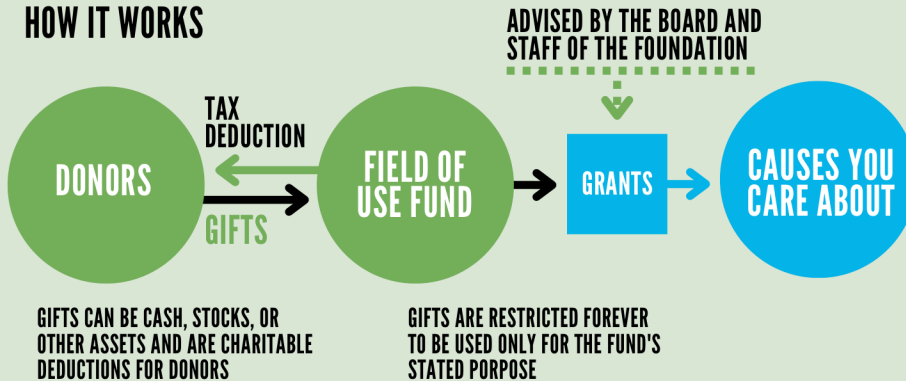 HOW IT WORKS
ADVISED BY THE BOARD AND
STAFF OF THE FOUNDATION
TAX
DEDUCTION
DONORS
GIFTS
FIELD OF
USE FUND
GRANTS
CAUSES YOU
CARE ABOUT
GIFTS CAN BE CASH, STOCKS, OR
OTHER ASSETS AND ARE CHARITABLE
DEDUCTIONS FOR DONORS
GIFTS ARE RESTRICTED FOREVER
TO BE USED ONLY FOR THE FUND'S
STATED PORPOSE